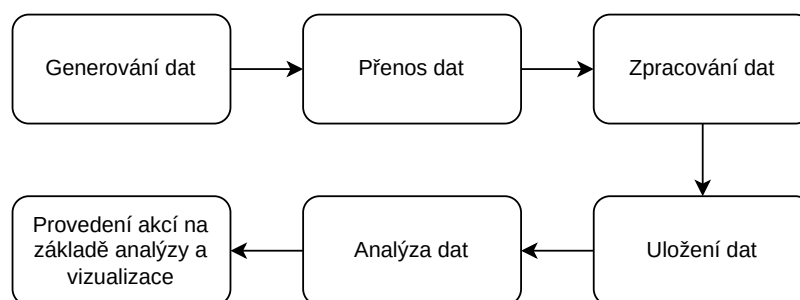 Generování dat
Přenos dat
Zpracování dat
Uložení dat
Analýza dat
Provedení akcí na
základě analýzy a
vizualizace